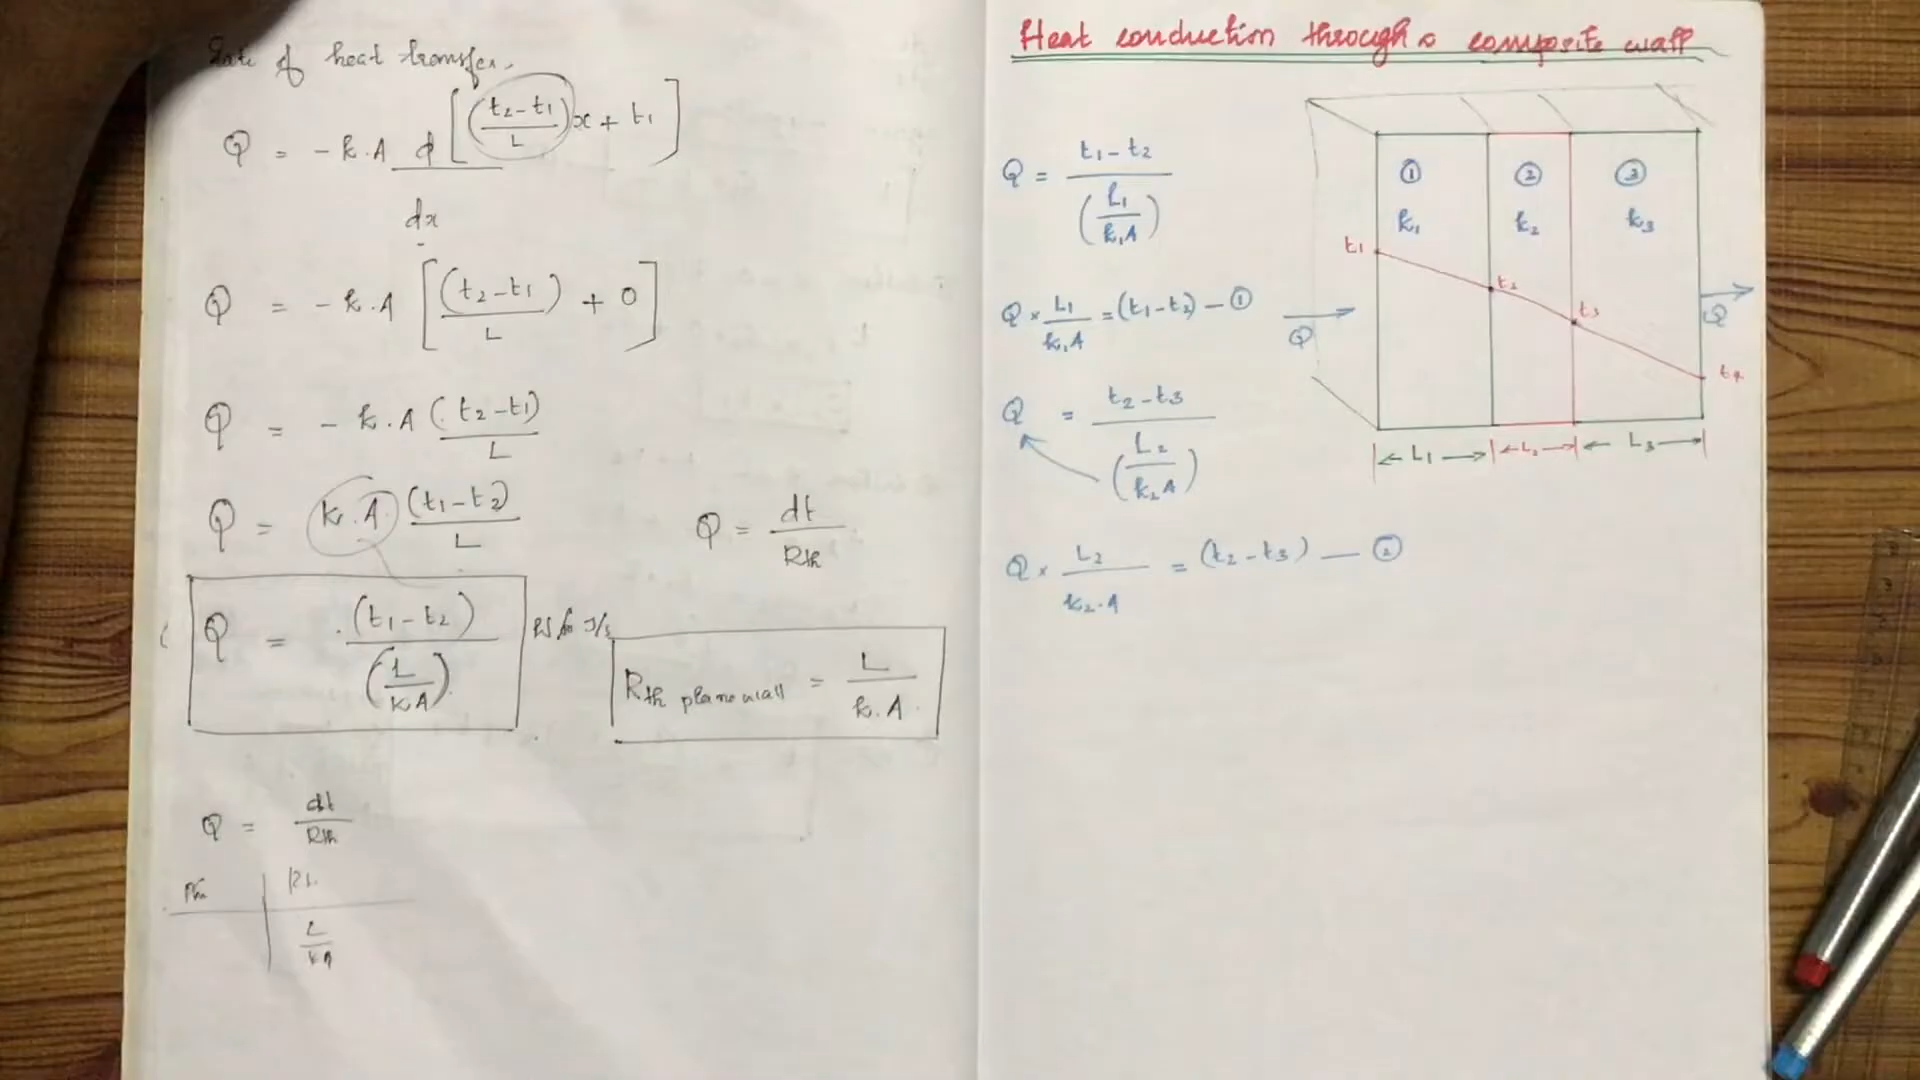 Rate of heat transfer.
Q = -k.A d[((t2-t1)/L)x + t1]
dx
Q = -k.A [(t2-t1)/L + 0]
Q = -k.A (t2-t1)/L
Q = k.A (t1-t2)/L
Q = dt/Rth
Q = (t1-t2)/(L/kA)
J/s
Rth plane wall = L/k.A
Q = dt/Rth
L/kA
Heat conduction through a composite wall
Q = (t1-t2)/(L1/k1A)
Q × L1/k1A = (t1-t2) — ①
Q = (t2-t3)/(L2/k2A)
Q × L2/k2.A = (t2-t3) — ②
① ② ③
k1 k2 k3
t1
t2
t3
t4
Q
Q
L1 L2 L3